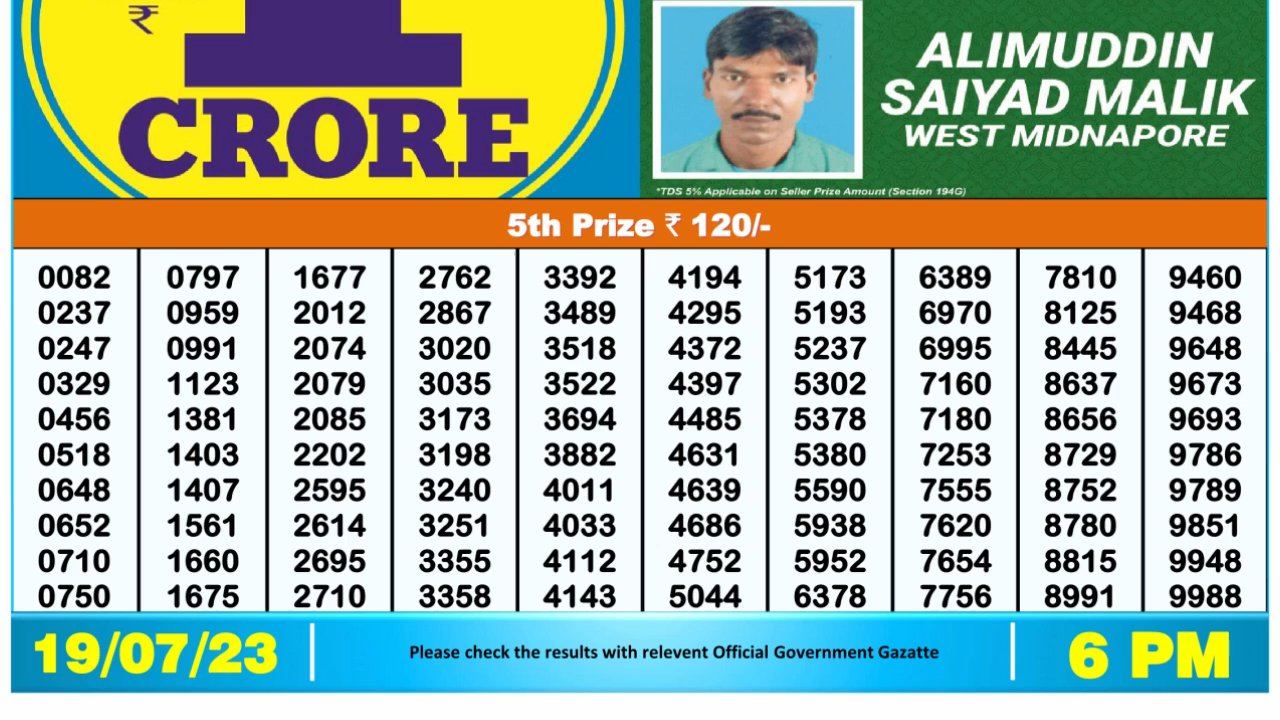 ₹
1
CRORE
ALIMUDDIN
SAIYAD MALIK
WEST MIDNAPORE
*TDS 5% Applicable on Seller Prize Amount (Section 194G)
5th Prize ₹ 120/-
0082 0797 1677 2762 3392 4194 5173 6389 7810 9460
0237 0959 2012 2867 3489 4295 5193 6970 8125 9468
0247 0991 2074 3020 3518 4372 5237 6995 8445 9648
0329 1123 2079 3035 3522 4397 5302 7160 8637 9673
0456 1381 2085 3173 3694 4485 5378 7180 8656 9693
0518 1403 2202 3198 3882 4631 5380 7253 8729 9786
0648 1407 2595 3240 4011 4639 5590 7555 8752 9789
0652 1561 2614 3251 4033 4686 5938 7620 8780 9851
0710 1660 2695 3355 4112 4752 5952 7654 8815 9948
0750 1675 2710 3358 4143 5044 6378 7756 8991 9988
19/07/23
Please check the results with relevent Official Government Gazatte
6 PM